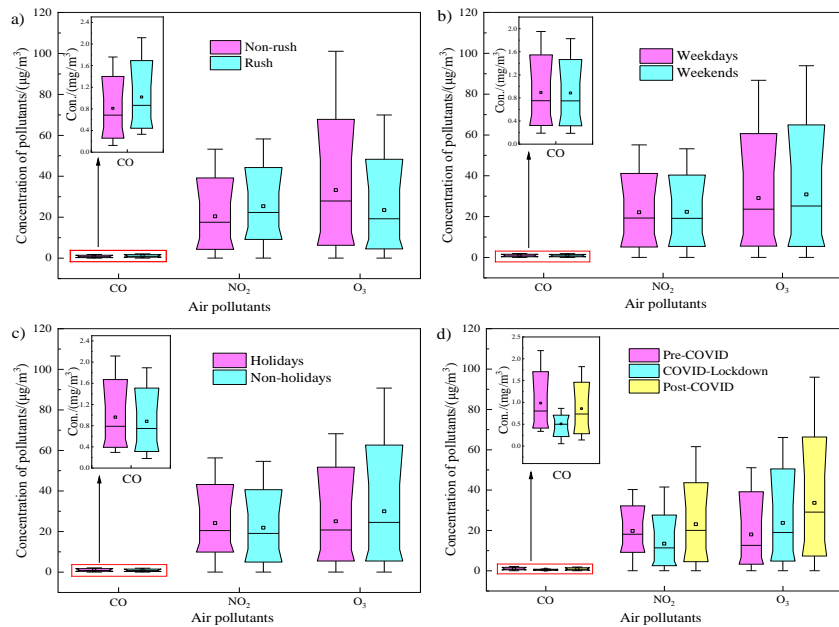 a)
Concentration of pollutants/(μg/m³)
120
100
80
60
40
20
0
Con./(mg/m³)
2.4
2.0
1.6
1.2
0.8
0.4
0.0
CO
Non-rush
Rush
CO
NO₂
O₃
Air pollutants
b)
Concentration of pollutants/(μg/m³)
120
100
80
60
40
20
0
Con./(mg/m³)
2.0
1.6
1.2
0.8
0.4
0.0
CO
Weekdays
Weekends
CO
NO₂
O₃
Air pollutants
c)
Concentration of pollutants/(μg/m³)
120
100
80
60
40
20
0
Con./(mg/m³)
2.4
2.0
1.6
1.2
0.8
0.4
0.0
CO
Holidays
Non-holidays
CO
NO₂
O₃
Air pollutants
d)
Concentration of pollutants/(μg/m³)
120
100
80
60
40
20
0
Con./(mg/m³)
2.5
2.0
1.5
1.0
0.5
0.0
CO
Pre-COVID
COVID-Lockdown
Post-COVID
CO
NO₂
O₃
Air pollutants